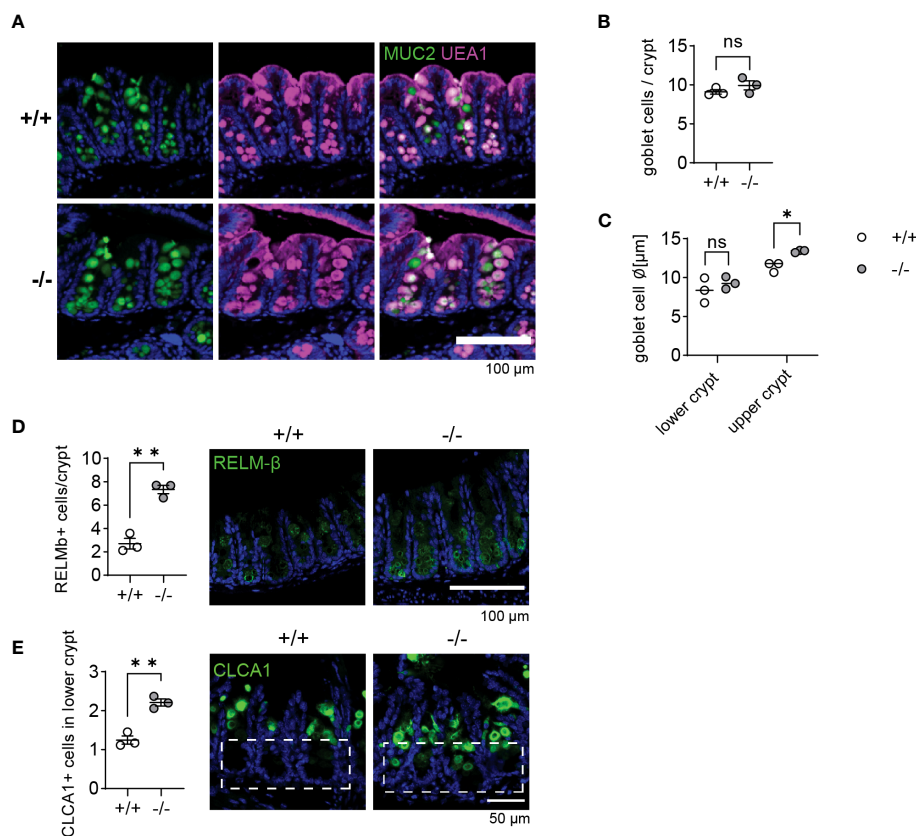 A
MUC2 UEA1
+/+
-/-
100 µm
B
ns
goblet cells / crypt
15
10
5
0
+/+
-/-
C
ns
*
goblet cell Ø[µm]
15
10
5
0
lower crypt
upper crypt
+/+
-/-
D
* *
RELMb+ cells/crypt
10
8
6
4
2
0
+/+
-/-
+/+
-/-
RELM-β
100 µm
E
* *
CLCA1+ cells in lower crypt
3
2
1
0
+/+
-/-
+/+
-/-
CLCA1
50 µm